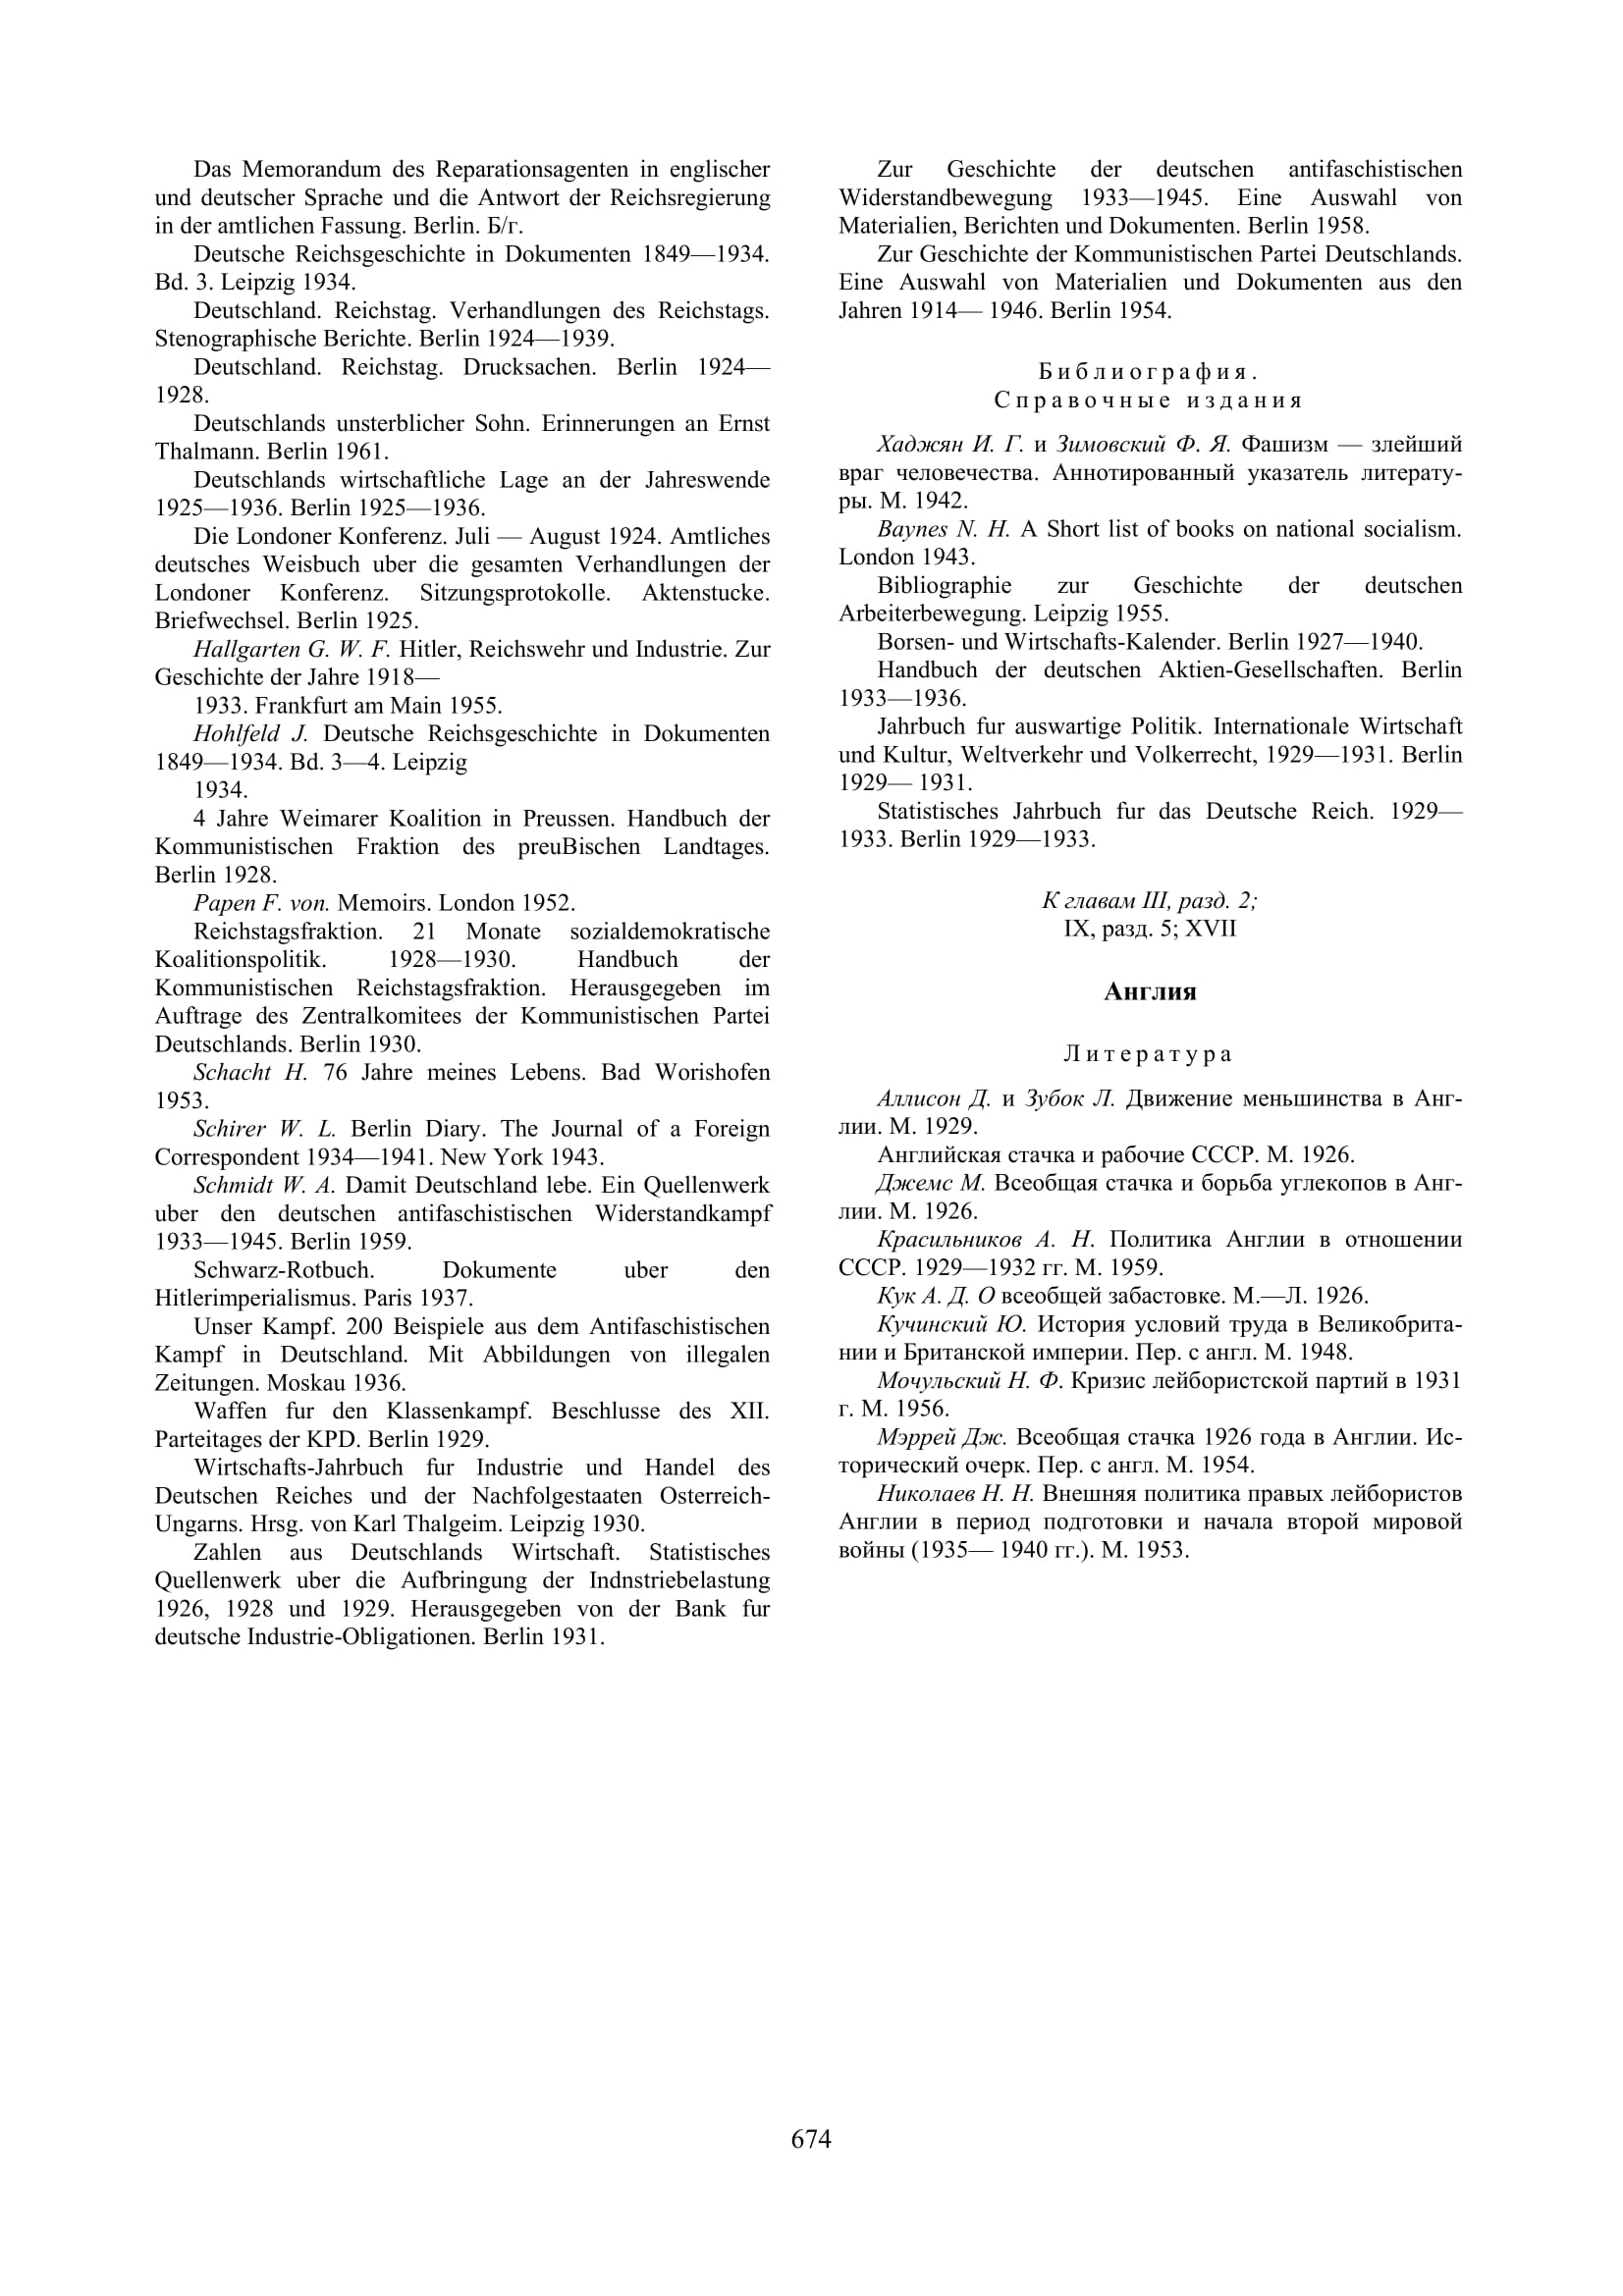 Das Memorandum des Reparationsagenten in englischer
und deutscher Sprache und die Antwort der Reichsregierung
in der amtlichen Fassung. Berlin. Б/г.
Deutsche Reichsgeschichte in Dokumenten 1849—1934.
Bd. 3. Leipzig 1934.
Deutschland. Reichstag. Verhandlungen des Reichstags.
Stenographische Berichte. Berlin 1924—1939.
Deutschland. Reichstag. Drucksachen. Berlin 1924—
1928.
Deutschlands unsterblicher Sohn. Erinnerungen an Ernst
Thalmann. Berlin 1961.
Deutschlands wirtschaftliche Lage an der Jahreswende
1925—1936. Berlin 1925—1936.
Die Londoner Konferenz. Juli — August 1924. Amtliches
deutsches Weisbuch uber die gesamten Verhandlungen der
Londoner Konferenz. Sitzungsprotokolle. Aktenstucke.
Briefwechsel. Berlin 1925.
Hallgarten G. W. F. Hitler, Reichswehr und Industrie. Zur
Geschichte der Jahre 1918—
1933. Frankfurt am Main 1955.
Hohlfeld J. Deutsche Reichsgeschichte in Dokumenten
1849—1934. Bd. 3—4. Leipzig
1934.
4 Jahre Weimarer Koalition in Preussen. Handbuch der
Kommunistischen Fraktion des preuBischen Landtages.
Berlin 1928.
Papen F. von. Memoirs. London 1952.
Reichstagsfraktion. 21 Monate sozialdemokratische
Koalitionspolitik. 1928—1930. Handbuch der
Kommunistischen Reichstagsfraktion. Herausgegeben im
Auftrage des Zentralkomitees der Kommunistischen Partei
Deutschlands. Berlin 1930.
Schacht H. 76 Jahre meines Lebens. Bad Worishofen
1953.
Schirer W. L. Berlin Diary. The Journal of a Foreign
Correspondent 1934—1941. New York 1943.
Schmidt W. A. Damit Deutschland lebe. Ein Quellenwerk
uber den deutschen antifaschistischen Widerstandkampf
1933—1945. Berlin 1959.
Schwarz-Rotbuch. Dokumente uber den
Hitlerimperialismus. Paris 1937.
Unser Kampf. 200 Beispiele aus dem Antifaschistischen
Kampf in Deutschland. Mit Abbildungen von illegalen
Zeitungen. Moskau 1936.
Waffen fur den Klassenkampf. Beschlusse des XII.
Parteitages der KPD. Berlin 1929.
Wirtschafts-Jahrbuch fur Industrie und Handel des
Deutschen Reiches und der Nachfolgestaaten Osterreich-
Ungarns. Hrsg. von Karl Thalgeim. Leipzig 1930.
Zahlen aus Deutschlands Wirtschaft. Statistisches
Quellenwerk uber die Aufbringung der Indnstriebelastung
1926, 1928 und 1929. Herausgegeben von der Bank fur
deutsche Industrie-Obligationen. Berlin 1931.
Zur Geschichte der deutschen antifaschistischen
Widerstandbewegung 1933—1945. Eine Auswahl von
Materialien, Berichten und Dokumenten. Berlin 1958.
Zur Geschichte der Kommunistischen Partei Deutschlands.
Eine Auswahl von Materialien und Dokumenten aus den
Jahren 1914— 1946. Berlin 1954.
Библиография.
Справочные издания
Хаджян И. Г. и Зимовский Ф. Я. Фашизм — злейший
враг человечества. Аннотированный указатель литерату-
ры. М. 1942.
Baynes N. H. A Short list of books on national socialism.
London 1943.
Bibliographie zur Geschichte der deutschen
Arbeiterbewegung. Leipzig 1955.
Borsen- und Wirtschafts-Kalender. Berlin 1927—1940.
Handbuch der deutschen Aktien-Gesellschaften. Berlin
1933—1936.
Jahrbuch fur auswartige Politik. Internationale Wirtschaft
und Kultur, Weltverkehr und Volkerrecht, 1929—1931. Berlin
1929— 1931.
Statistisches Jahrbuch fur das Deutsche Reich. 1929—
1933. Berlin 1929—1933.
К главам III, разд. 2;
IX, разд. 5; XVII
Англия
Литература
Аллисон Д. и Зубок Л. Движение меньшинства в Анг-
лии. М. 1929.
Английская стачка и рабочие СССР. М. 1926.
Джемс М. Всеобщая стачка и борьба углекопов в Анг-
лии. М. 1926.
Красильников А. Н. Политика Англии в отношении
СССР. 1929—1932 гг. М. 1959.
Кук А. Д. О всеобщей забастовке. М.—Л. 1926.
Кучинский Ю. История условий труда в Великобрита-
нии и Британской империи. Пер. с англ. М. 1948.
Мочульский Н. Ф. Кризис лейбористской партий в 1931
г. М. 1956.
Мэррей Дж. Всеобщая стачка 1926 года в Англии. Ис-
торический очерк. Пер. с англ. М. 1954.
Николаев Н. Н. Внешняя политика правых лейбористов
Англии в период подготовки и начала второй мировой
войны (1935— 1940 гг.). М. 1953.
674